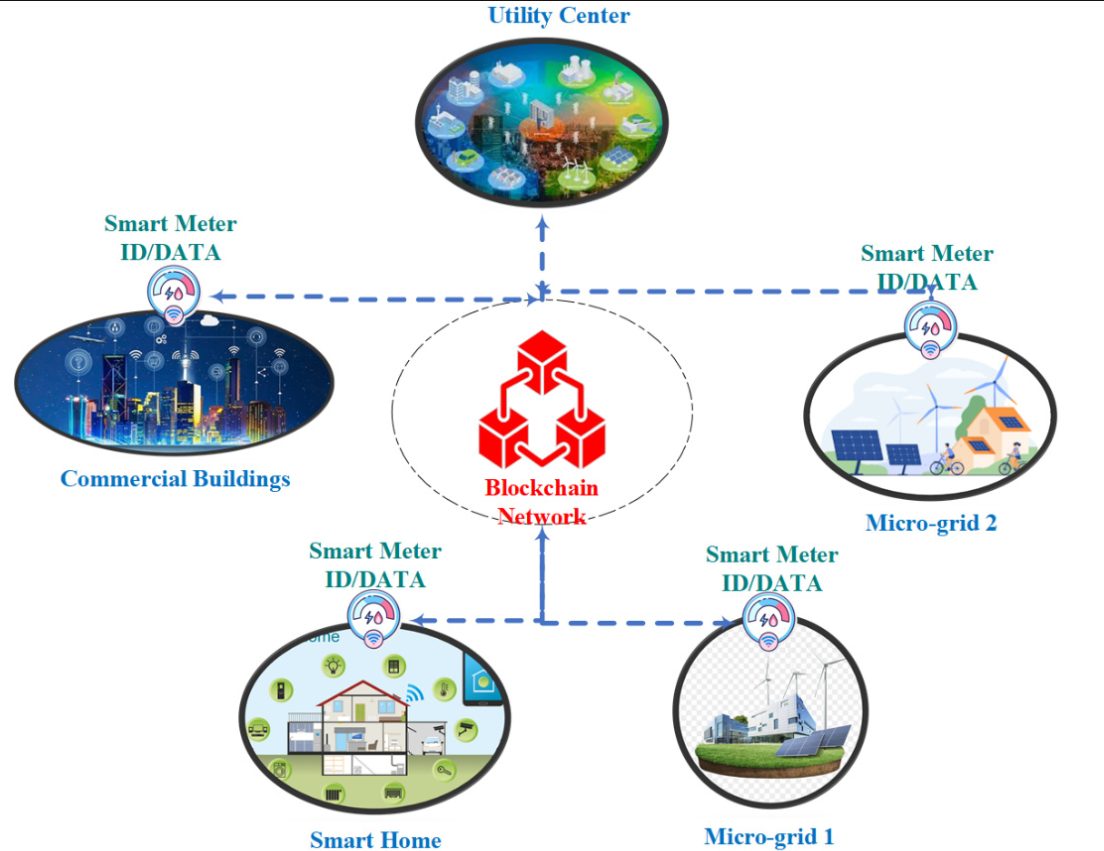 Utility Center
Smart Meter
ID/DATA
Smart Meter
ID/DATA
Commercial Buildings
Blockchain
Network
Micro-grid 2
Smart Meter
ID/DATA
Smart Meter
ID/DATA
ome
Smart Home
Micro-grid 1